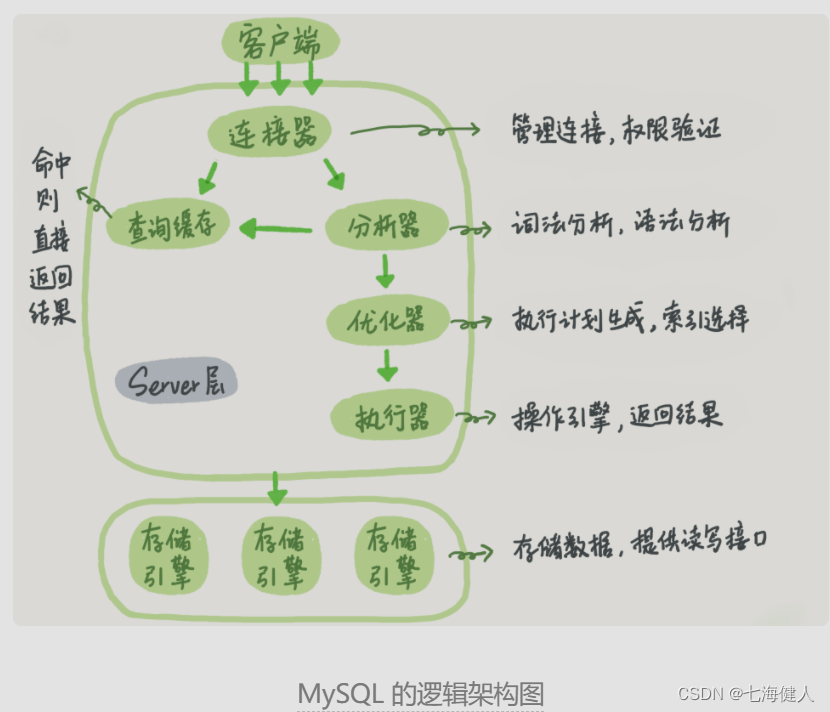 客户端
连接器
管理连接，权限验证
命中
则
直接
返回
结果
查询缓存
分析器
词法分析，语法分析
优化器
执行计划生成，索引选择
Server层
执行器
操作引擎，返回结果
存储
引擎
存储
引擎
存储
引擎
存储数据，提供读写接口
MySQL 的逻辑架构图
CSDN @七海健人